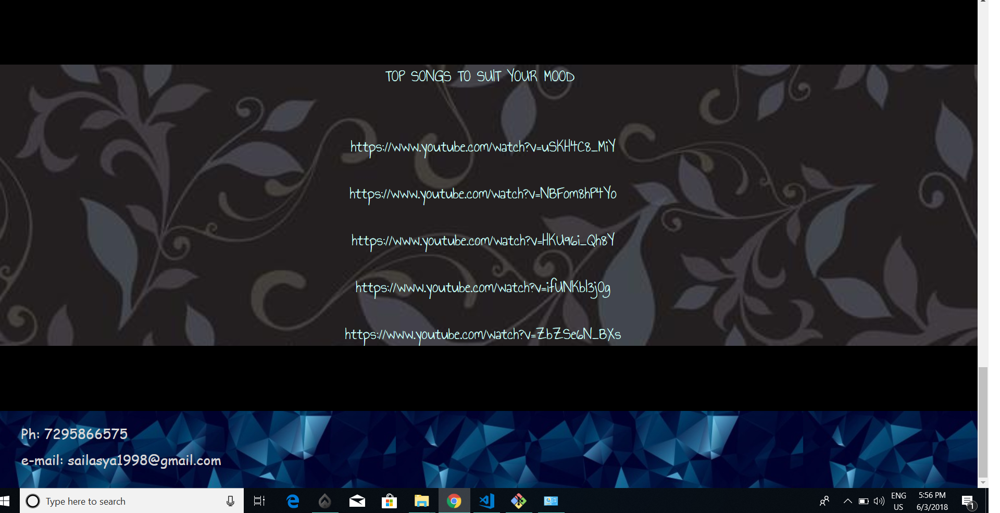 TOP SONGS TO SUIT YOUR MOOD
https://www.youtube.com/watch?v=uSKH4C8_MiY
https://www.youtube.com/watch?v=NBFom8hP4Yo
https://www.youtube.com/watch?v=HKU96i_Qh8Y
https://www.youtube.com/watch?v=ifUNKbl3j0g
https://www.youtube.com/watch?v=ZbZSe6N_BXs
Ph: 7295866575
e-mail: sailasya1998@gmail.com
Type here to search
ENG
US
5:56 PM
6/3/2018
1